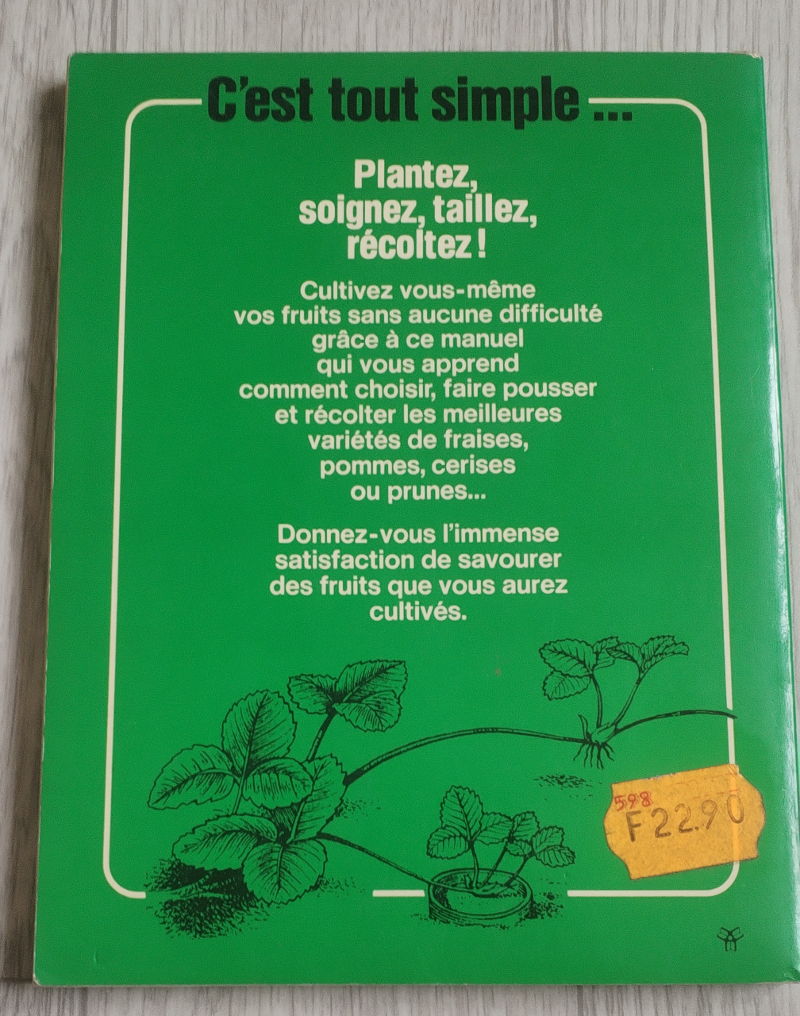 C'est tout simple ...
Plantez,
soignez, taillez,
récoltez !
Cultivez vous-même
vos fruits sans aucune difficulté
grâce à ce manuel
qui vous apprend
comment choisir, faire pousser
et récolter les meilleures
variétés de fraises,
pommes, cerises
ou prunes...
Donnez-vous l'immense
satisfaction de savourer
des fruits que vous aurez
cultivés.
598
F22.90